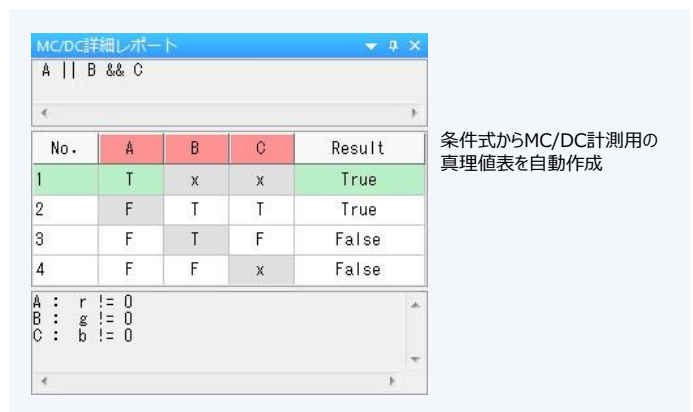 MC/DC詳細レポート
A || B && C
No. A B C Result
1 T x x True
2 F T T True
3 F T F False
4 F F x False
A : r != 0
B : g != 0
C : b != 0
条件式からMC/DC計測用の
真理値表を自動作成